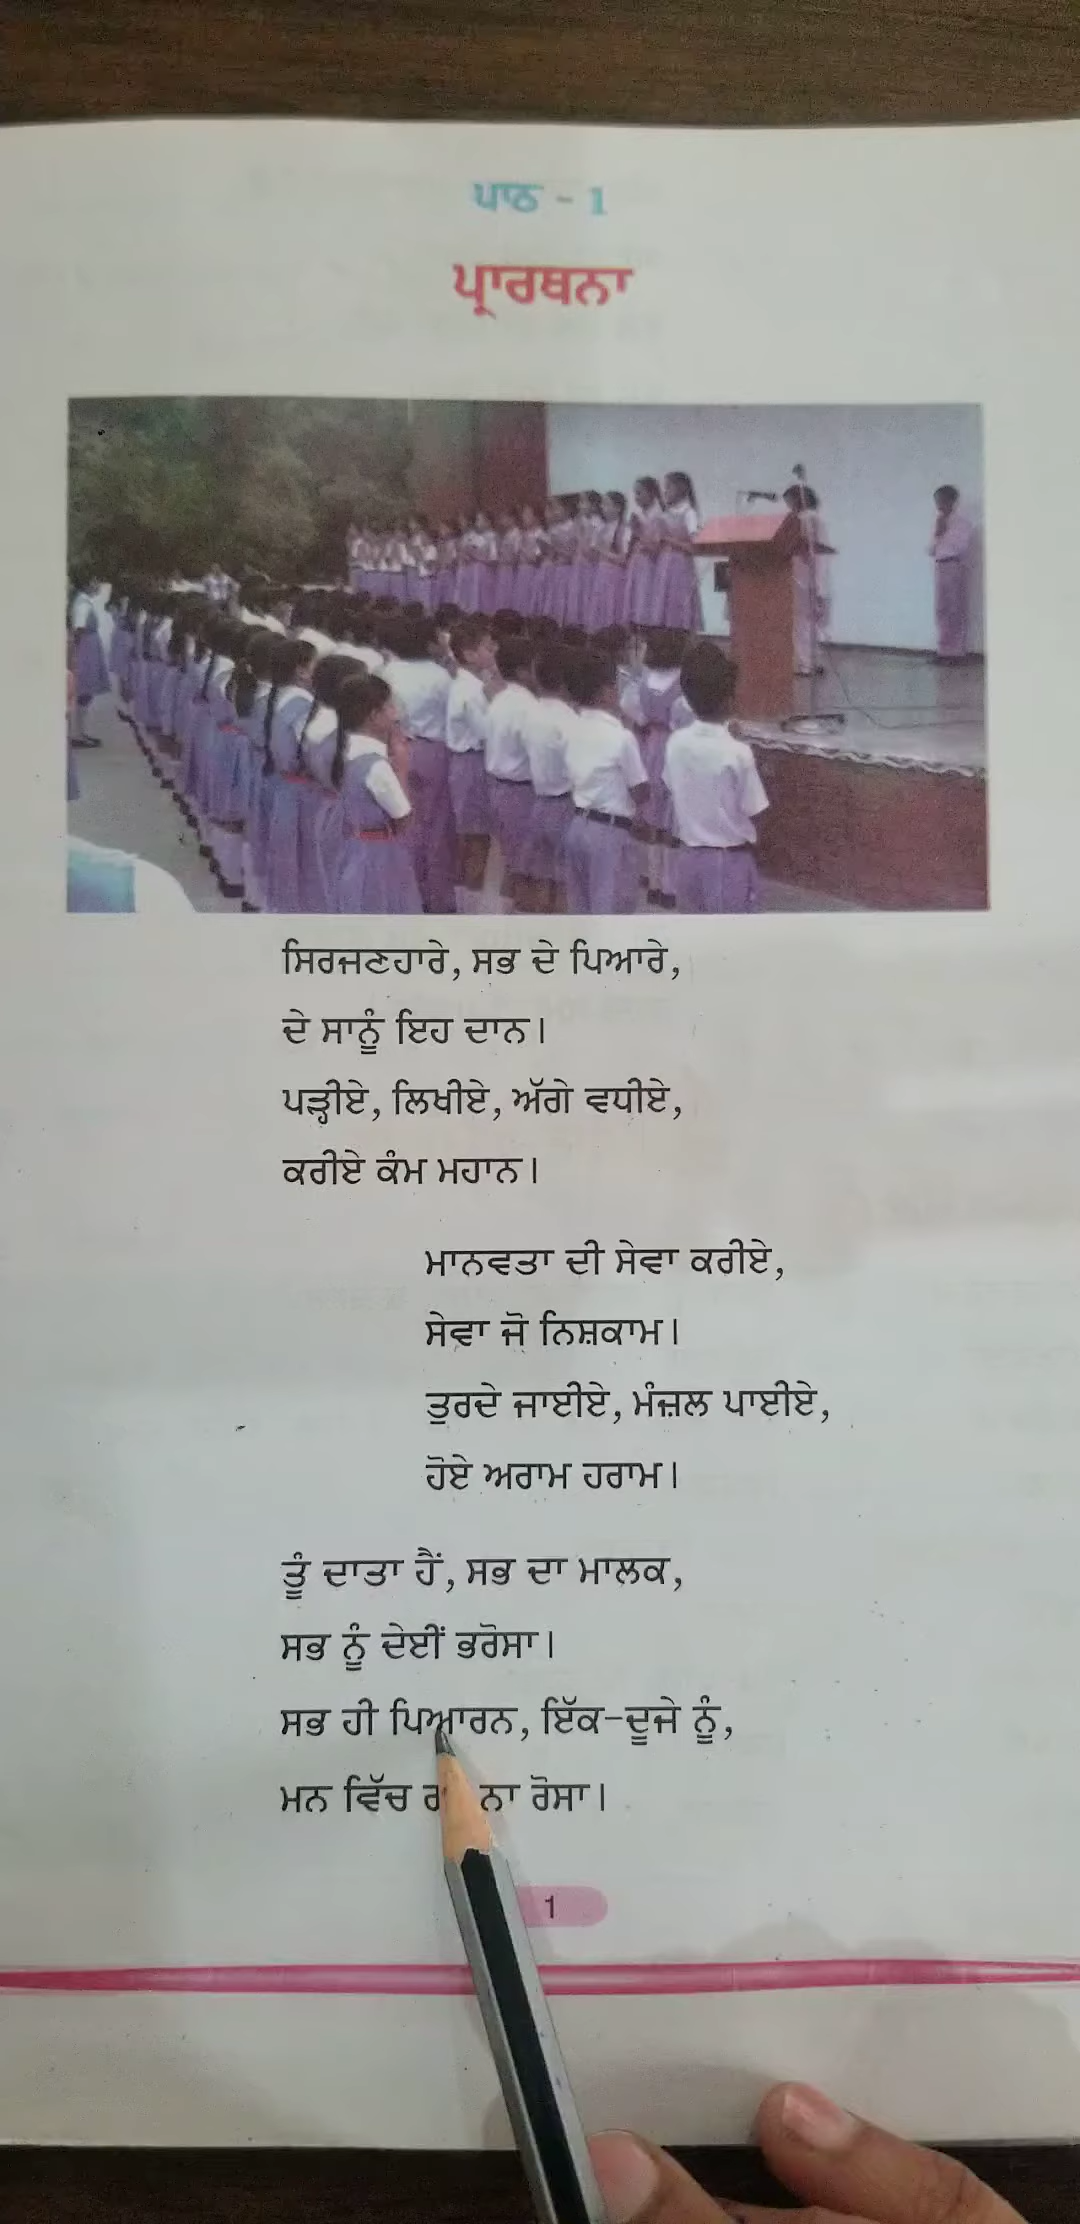 ਪਾਠ - 1
ਪ੍ਰਾਰਥਨਾ
ਸਿਰਜਣਹਾਰੇ, ਸਭ ਦੇ ਪਿਆਰੇ,
ਦੇ ਸਾਨੂੰ ਇਹ ਦਾਨ।
ਪੜ੍ਹੀਏ, ਲਿਖੀਏ, ਅੱਗੇ ਵਧੀਏ,
ਕਰੀਏ ਕੰਮ ਮਹਾਨ।
ਮਾਨਵਤਾ ਦੀ ਸੇਵਾ ਕਰੀਏ,
ਸੇਵਾ ਜੋ ਨਿਸ਼ਕਾਮ।
ਤੁਰਦੇ ਜਾਈਏ, ਮੰਜ਼ਲ ਪਾਈਏ,
ਹੋਏ ਅਰਾਮ ਹਰਾਮ।
ਤੂੰ ਦਾਤਾ ਹੈਂ, ਸਭ ਦਾ ਮਾਲਕ,
ਸਭ ਨੂੰ ਦੇਈਂ ਭਰੋਸਾ।
ਸਭ ਹੀ ਪਿਆਰਨ, ਇੱਕ-ਦੂਜੇ ਨੂੰ,
ਮਨ ਵਿੱਚ ਨਾ ਰੋਸਾ।
1